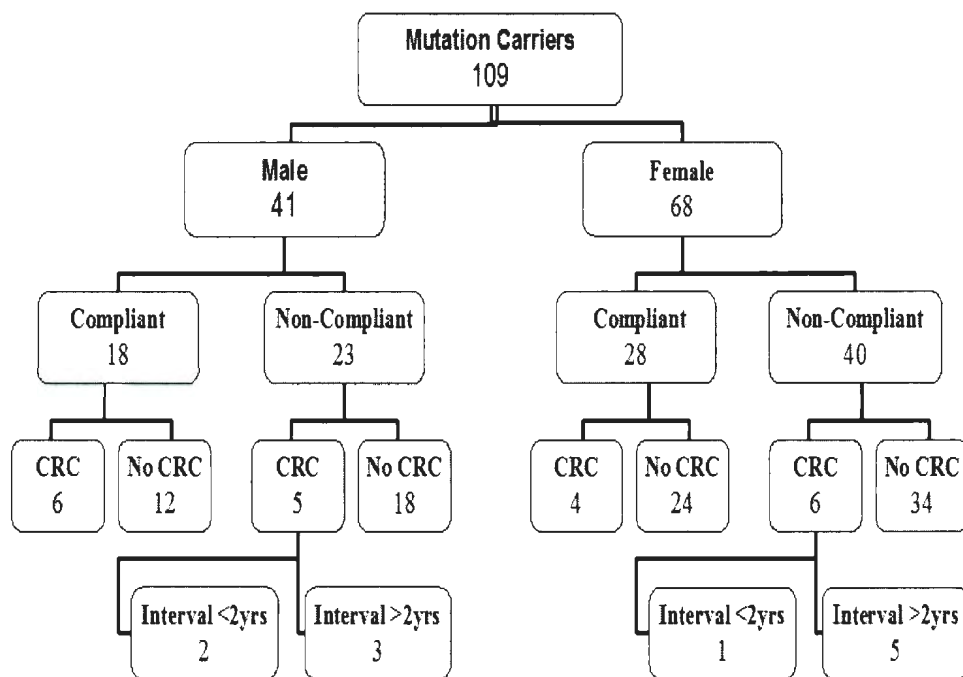 Mutation Carriers
109
Male
41
Female
68
Compliant
18
Non-Compliant
23
Compliant
28
Non-Compliant
40
CRC
6
No CRC
12
CRC
5
No CRC
18
CRC
4
No CRC
24
CRC
6
No CRC
34
Interval <2yrs
2
Interval >2yrs
3
Interval <2yrs
1
Interval >2yrs
5